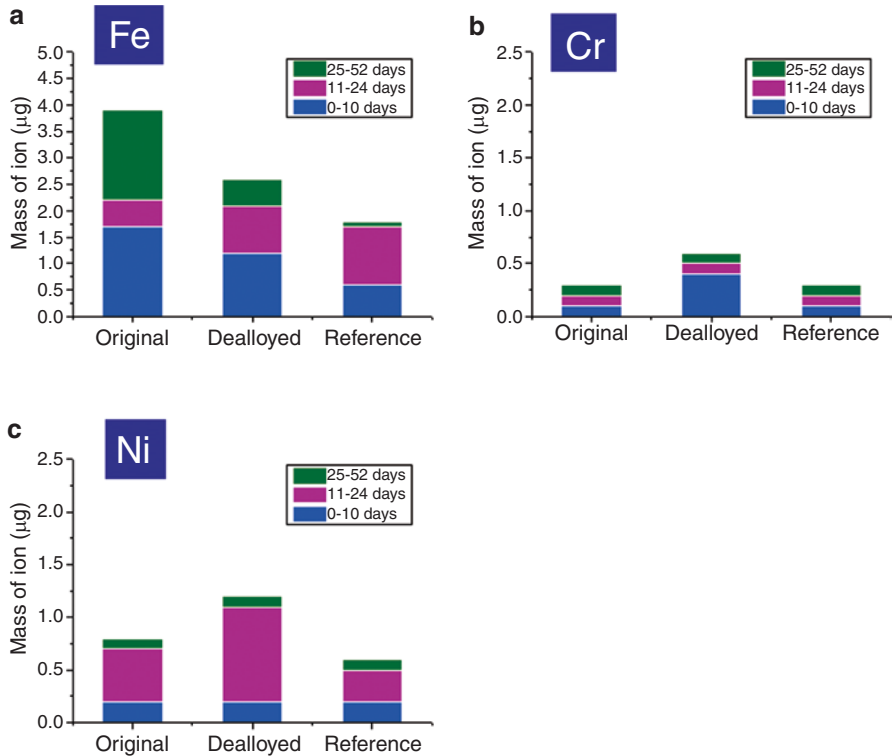 a
Fe
5.0
4.5
4.0
3.5
3.0
2.5
2.0
1.5
1.0
0.5
0.0
Mass of ion (μg)
25-52 days
11-24 days
0-10 days
Original Dealloyed Reference
b
Cr
2.5
2.0
1.5
1.0
0.5
0.0
Mass of ion (μg)
25-52 days
11-24 days
0-10 days
Original Dealloyed Reference
c
Ni
2.5
2.0
1.5
1.0
0.5
0.0
Mass of ion (μg)
25-52 days
11-24 days
0-10 days
Original Dealloyed Reference